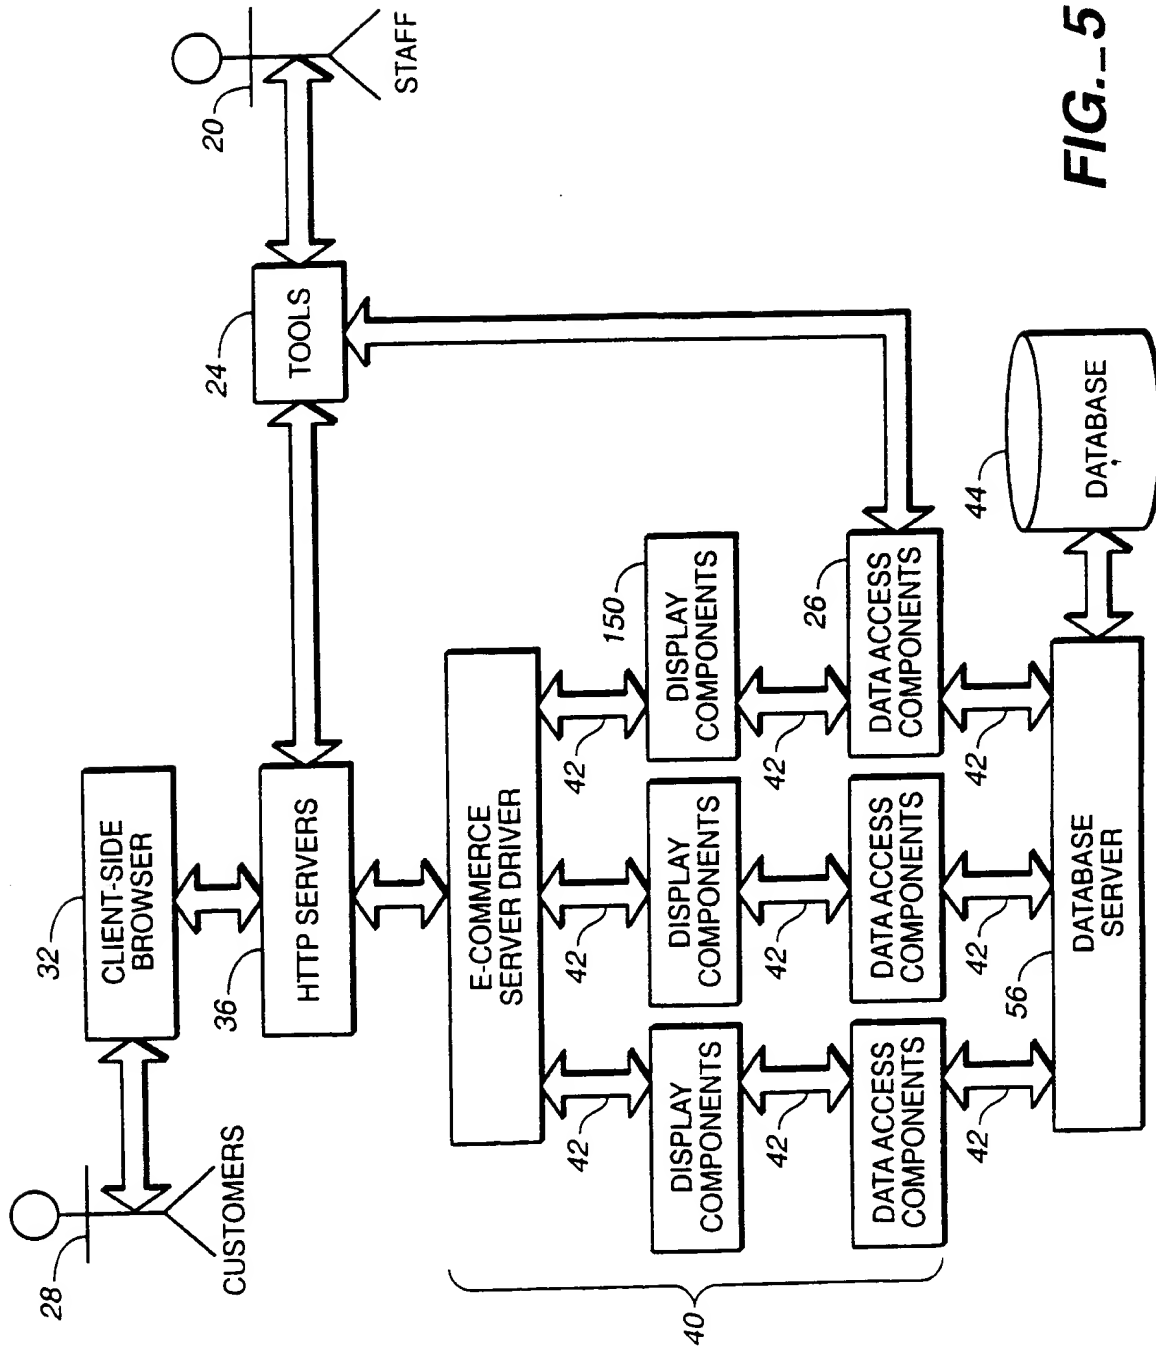 28
CUSTOMERS
32
CLIENT-SIDE
BROWSER
20
STAFF
24
TOOLS
36
HTTP SERVERS
40
E-COMMERCE
SERVER DRIVER
42
42
42
DISPLAY
COMPONENTS
DISPLAY
COMPONENTS
150
DISPLAY
COMPONENTS
42
42
42
DATA ACCESS
COMPONENTS
DATA ACCESS
COMPONENTS
26
DATA ACCESS
COMPONENTS
42
42
42
56
DATABASE
SERVER
44
DATABASE
FIG._5